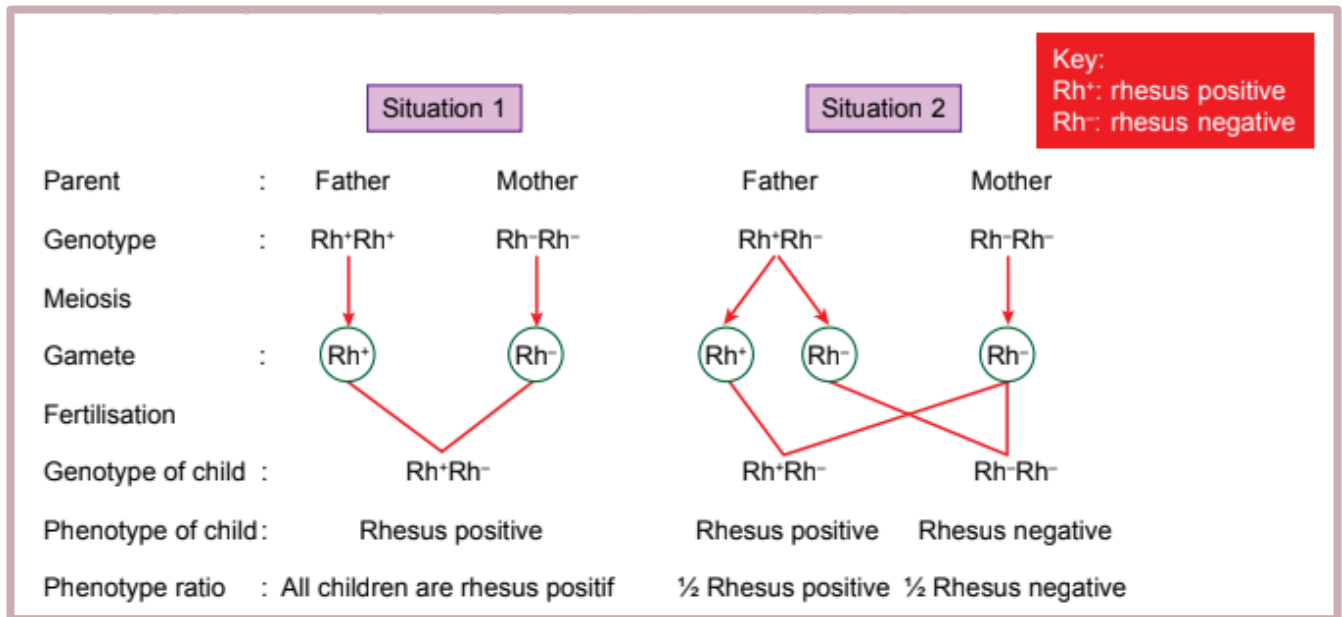 Key:
Rh⁺: rhesus positive
Rh⁻: rhesus negative
Situation 1 Situation 2
Parent : Father Mother Father Mother
Genotype : Rh⁺Rh⁺ Rh⁻Rh⁻ Rh⁺Rh⁻ Rh⁻Rh⁻
Meiosis
Gamete : Rh⁺ Rh⁻ Rh⁺ Rh⁻ Rh⁻
Fertilisation
Genotype of child : Rh⁺Rh⁻ Rh⁺Rh⁻ Rh⁻Rh⁻
Phenotype of child : Rhesus positive Rhesus positive Rhesus negative
Phenotype ratio : All children are rhesus positif ½ Rhesus positive ½ Rhesus negative